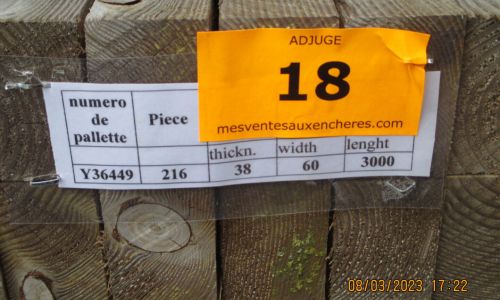 ADJUGE
18
mesventesauxencheres.com
numero de pallette Piece
thickn. width lenght
Y36449 216 38 60 3000
08/03/2023 17:22